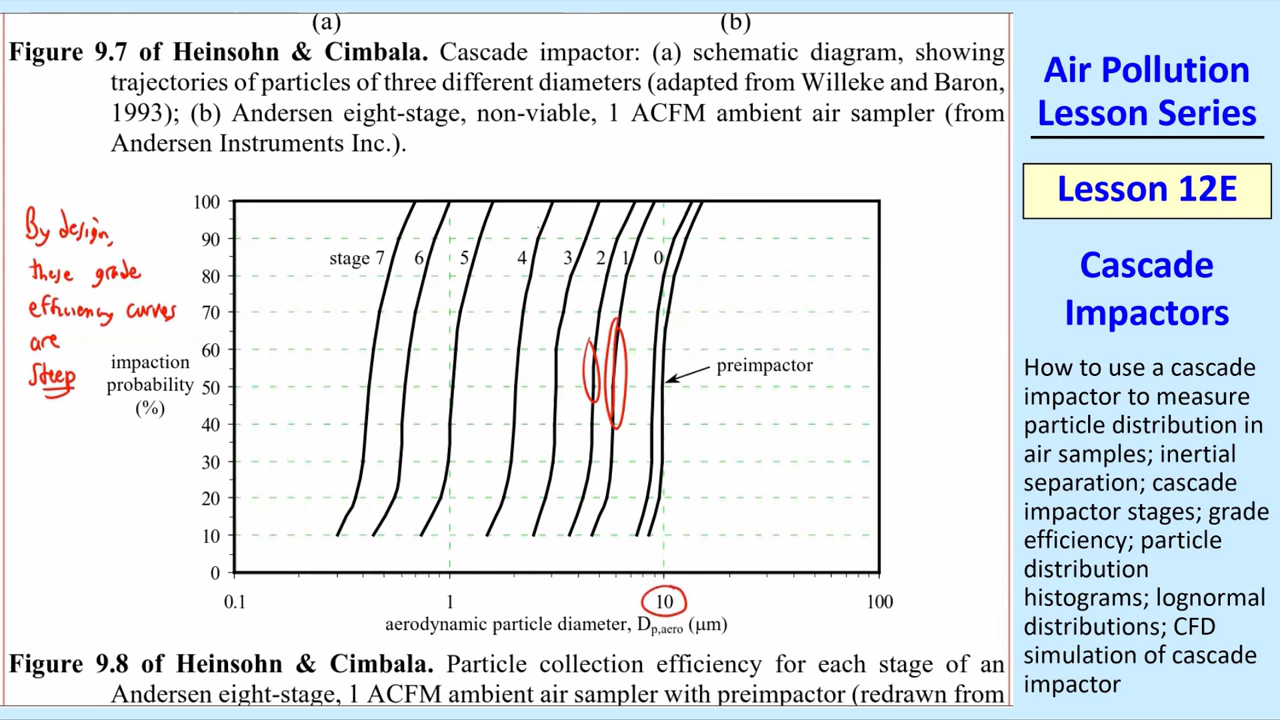 (a) (b)
Figure 9.7 of Heinsohn & Cimbala. Cascade impactor: (a) schematic diagram, showing
trajectories of particles of three different diameters (adapted from Willeke and Baron,
1993); (b) Andersen eight-stage, non-viable, 1 ACFM ambient air sampler (from
Andersen Instruments Inc.).
By design,
these grade
efficiency curves
are
steep
100
90
80
70
60
50
40
30
20
10
0
impaction
probability
(%)
stage 7 6 5 4 3 2 1 0
preimpactor
0.1 1 10 100
aerodynamic particle diameter, Dp,aero (μm)
Figure 9.8 of Heinsohn & Cimbala. Particle collection efficiency for each stage of an
Andersen eight-stage, 1 ACFM ambient air sampler with preimpactor (redrawn from
Air Pollution
Lesson Series
Lesson 12E
Cascade
Impactors
How to use a cascade
impactor to measure
particle distribution in
air samples; inertial
separation; cascade
impactor stages; grade
efficiency; particle
distribution
histograms; lognormal
distributions; CFD
simulation of cascade
impactor